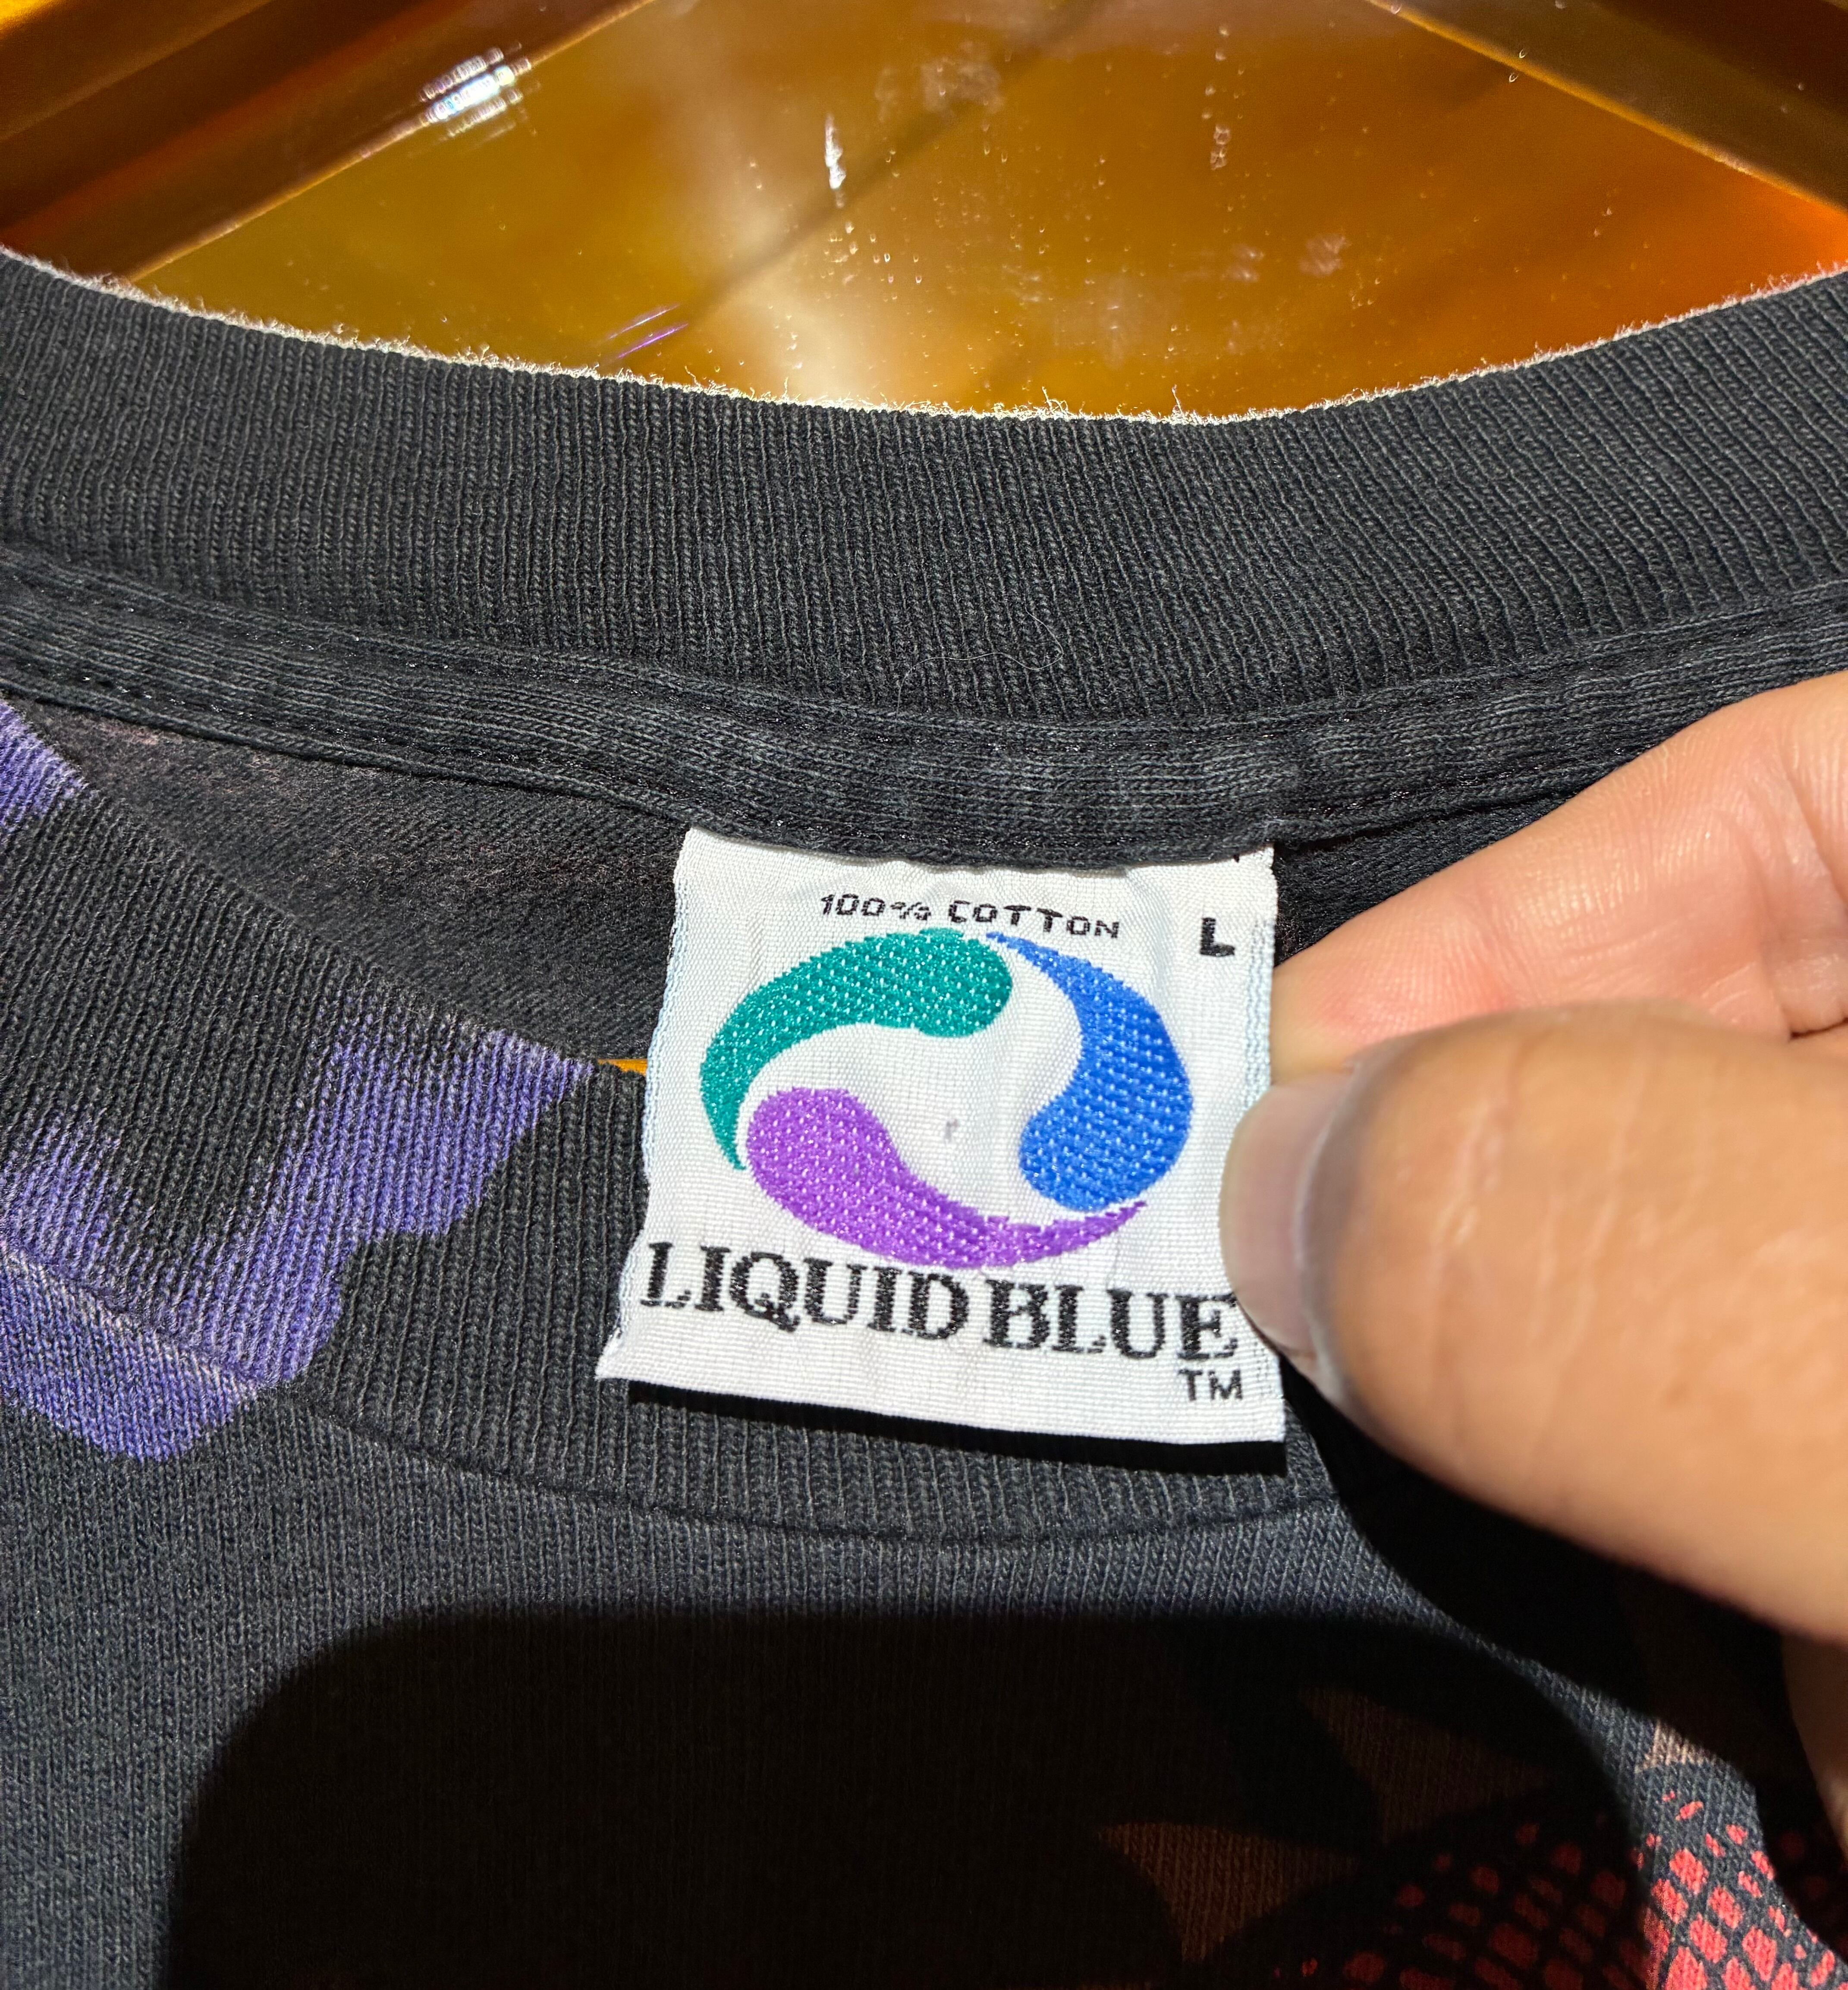 100% COTTON
L
LIQUID BLUE
TM